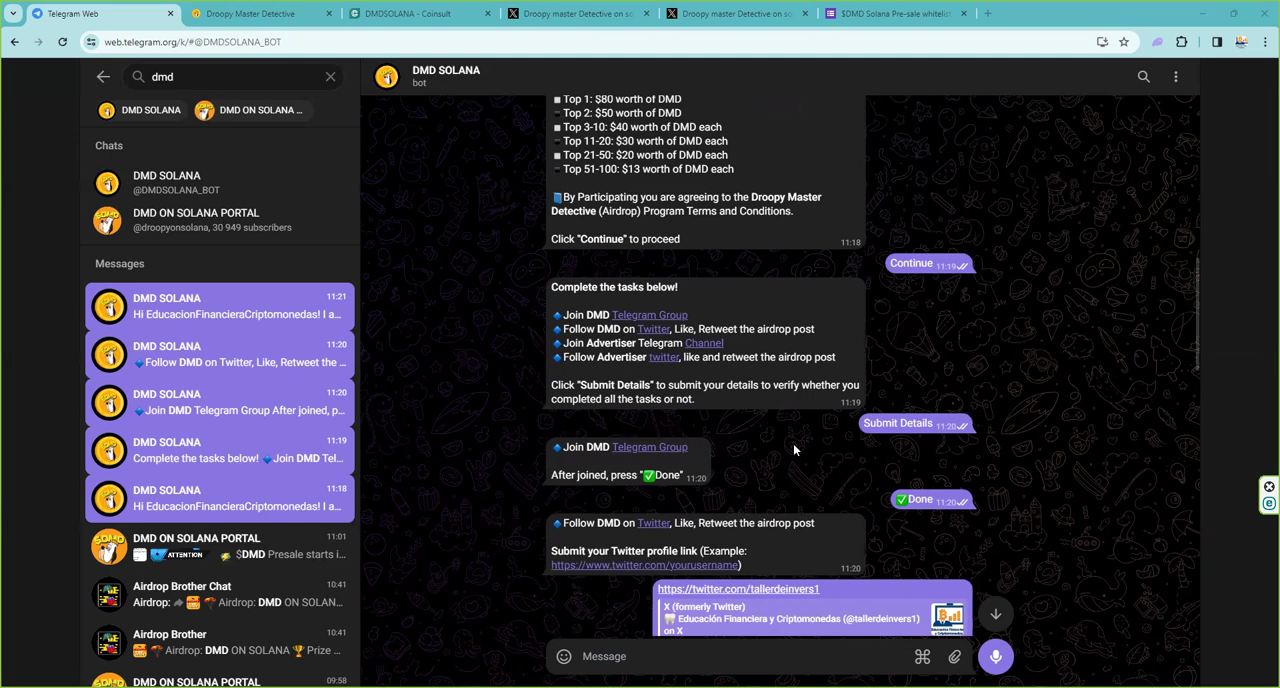 Telegram Web
Droopy Master Detective
DMDSOLANA - Coinsult
Droopy master Detective on so
Droopy master Detective on so
$DMD Solana Pre-sale whitelist
web.telegram.org/k/#@DMDSOLANA_BOT
dmd
DMD SOLANA
DMD ON SOLANA ...
Chats
DMD SOLANA
@DMDSOLANA_BOT
DMD ON SOLANA PORTAL
@droopyonsolana, 30 949 subscribers
Messages
DMD SOLANA 11:21
Hi EducacionFinancieraCriptomonedas! I a...
DMD SOLANA 11:20
Follow DMD on Twitter, Like, Retweet the ...
DMD SOLANA 11:20
Join DMD Telegram Group After joined, p...
DMD SOLANA 11:19
Complete the tasks below! Join DMD Tel...
DMD SOLANA 11:18
Hi EducacionFinancieraCriptomonedas! I a...
DMD ON SOLANA PORTAL 11:01
ATTENTION $DMD Presale starts i...
Airdrop Brother Chat 10:41
Airdrop: Airdrop: DMD ON SOLAN...
Airdrop Brother 10:41
Airdrop: DMD ON SOLANA Prize ...
DMD ON SOLANA PORTAL 09:58
DMD SOLANA
bot
Top 1: $80 worth of DMD
Top 2: $50 worth of DMD
Top 3-10: $40 worth of DMD each
Top 11-20: $30 worth of DMD each
Top 21-50: $20 worth of DMD each
Top 51-100: $13 worth of DMD each
By Participating you are agreeing to the Droopy Master
Detective (Airdrop) Program Terms and Conditions.
Click "Continue" to proceed
11:18
Continue 11:19
Complete the tasks below!
Join DMD Telegram Group
Follow DMD on Twitter, Like, Retweet the airdrop post
Join Advertiser Telegram Channel
Follow Advertiser twitter, like and retweet the airdrop post
Click "Submit Details" to submit your details to verify whether you
completed all the tasks or not.
11:19
Submit Details 11:20
Join DMD Telegram Group
After joined, press "✅Done" 11:20
✅Done 11:20
Follow DMD on Twitter, Like, Retweet the airdrop post
Submit your Twitter profile link (Example:
https://www.twitter.com/yourusername)
11:20
https://twitter.com/tallerdeinvers1
X (formerly Twitter)
Educación Financiera y Criptomonedas (@tallerdeinvers1)
on X
Message